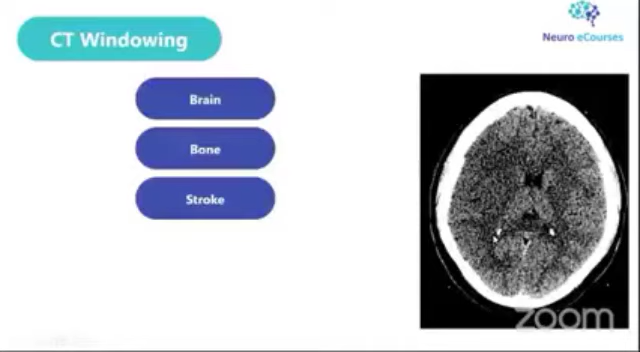 CT Windowing
Neuro eCourses
Brain
Bone
Stroke
zoom